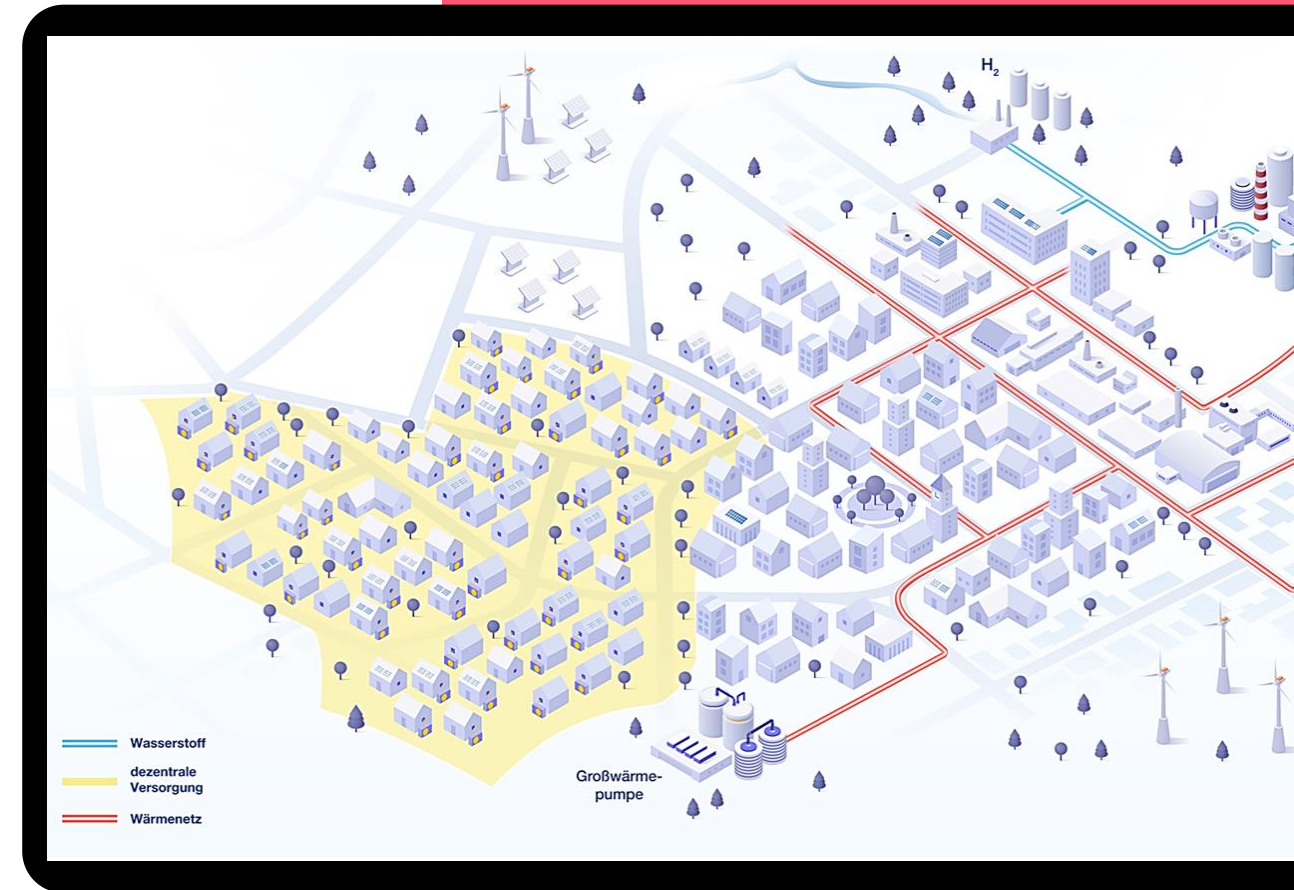 H₂
Wasserstoff
dezentrale
Versorgung
Wärmenetz
Großwärme-
pumpe